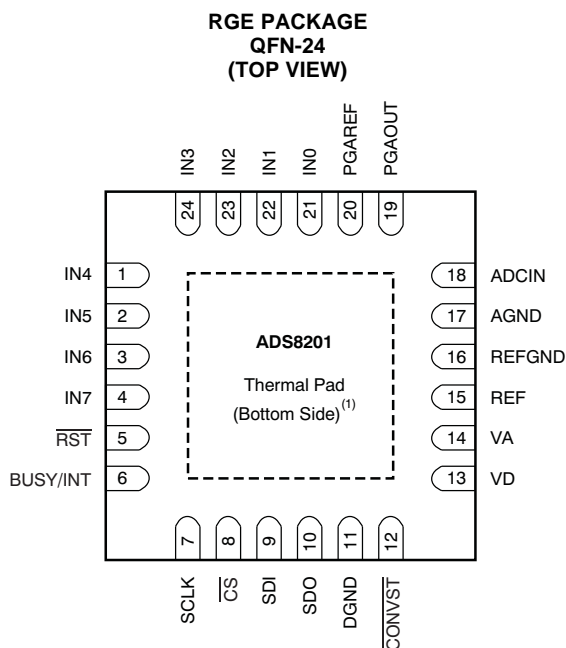 RGE PACKAGE
QFN-24
(TOP VIEW)
IN3
IN2
IN1
IN0
PGAREF
PGAOUT
24
23
22
21
20
19
IN4 1
18 ADCIN
IN5 2
17 AGND
IN6 3
16 REFGND
IN7 4
15 REF
RST 5
14 VA
BUSY/INT 6
13 VD
ADS8201
Thermal Pad
(Bottom Side)(1)
7
8
9
10
11
12
SCLK
CS
SDI
SDO
DGND
CONVST